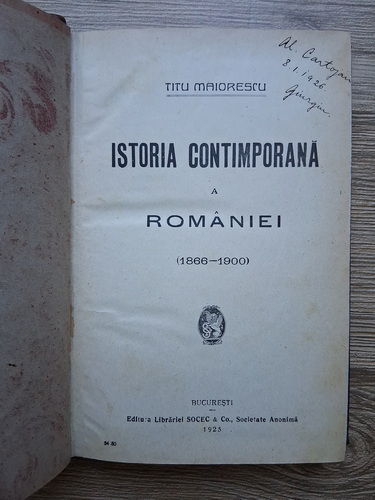 Al. Cartojan
8.1.1926.
Giurgiu.
TITU MAIORESCU
ISTORIA CONTIMPORANĂ
A
ROMÂNIEI
(1866—1900)
BUCUREȘTI
Editura Librăriei SOCEC & Co., Societate Anonimă
1925